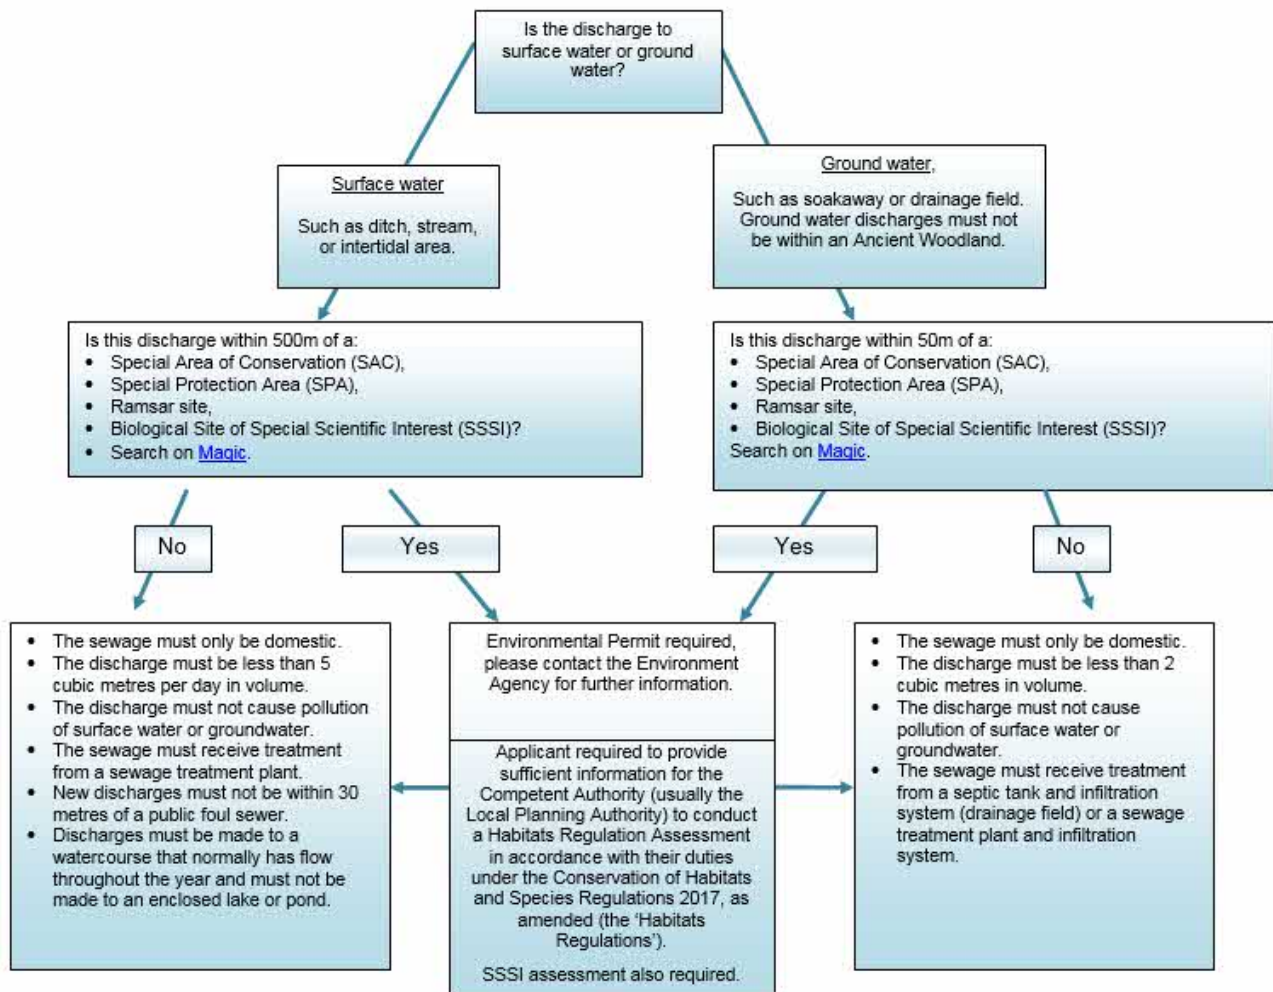 Is the discharge to
surface water or ground
water?
Surface water
Such as ditch, stream,
or intertidal area.
Ground water,
Such as soakaway or drainage field.
Ground water discharges must not
be within an Ancient Woodland.
Is this discharge within 500m of a:
• Special Area of Conservation (SAC),
• Special Protection Area (SPA),
• Ramsar site,
• Biological Site of Special Scientific Interest (SSSI)?
• Search on Magic.
Is this discharge within 50m of a:
• Special Area of Conservation (SAC),
• Special Protection Area (SPA),
• Ramsar site,
• Biological Site of Special Scientific Interest (SSSI)?
Search on Magic.
No
Yes
Yes
No
• The sewage must only be domestic.
• The discharge must be less than 5
cubic metres per day in volume.
• The discharge must not cause pollution
of surface water or groundwater.
• The sewage must receive treatment
from a sewage treatment plant.
• New discharges must not be within 30
metres of a public foul sewer.
• Discharges must be made to a
watercourse that normally has flow
throughout the year and must not be
made to an enclosed lake or pond.
Environmental Permit required,
please contact the Environment
Agency for further information.
Applicant required to provide
sufficient information for the
Competent Authority (usually the
Local Planning Authority) to conduct
a Habitats Regulation Assessment
in accordance with their duties
under the Conservation of Habitats
and Species Regulations 2017, as
amended (the ‘Habitats
Regulations’).
SSSI assessment also required.
• The sewage must only be domestic.
• The discharge must be less than 2
cubic metres in volume.
• The discharge must not cause
pollution of surface water or
groundwater.
• The sewage must receive treatment
from a septic tank and infiltration
system (drainage field) or a sewage
treatment plant and infiltration
system.